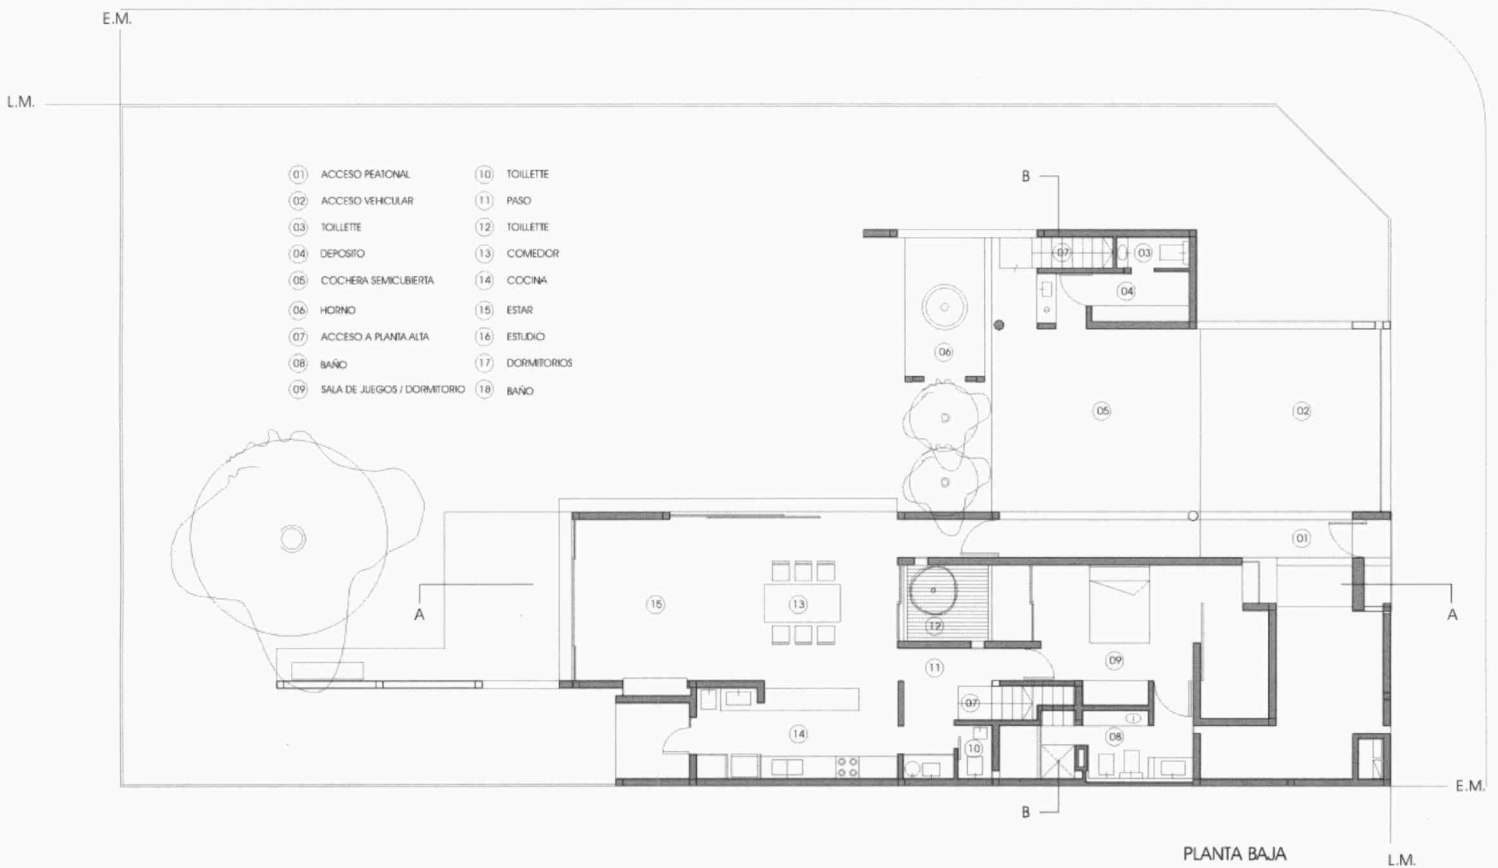 E.M.
L.M.
01 ACCESO PEATONAL
02 ACCESO VEHICULAR
03 TOILLETTE
04 DEPOSITO
05 COCHERA SEMICUBIERTA
06 HORNO
07 ACCESO A PLANTA ALTA
08 BAÑO
09 SALA DE JUEGOS / DORMITORIO
10 TOILLETTE
11 PASO
12 TOILLETTE
13 COMEDOR
14 COCINA
15 ESTAR
16 ESTUDIO
17 DORMITORIOS
18 BAÑO
B
07
03
04
06
05
02
01
A
15
13
12
A
11
09
07
14
10
08
E.M.
B
PLANTA BAJA
L.M.